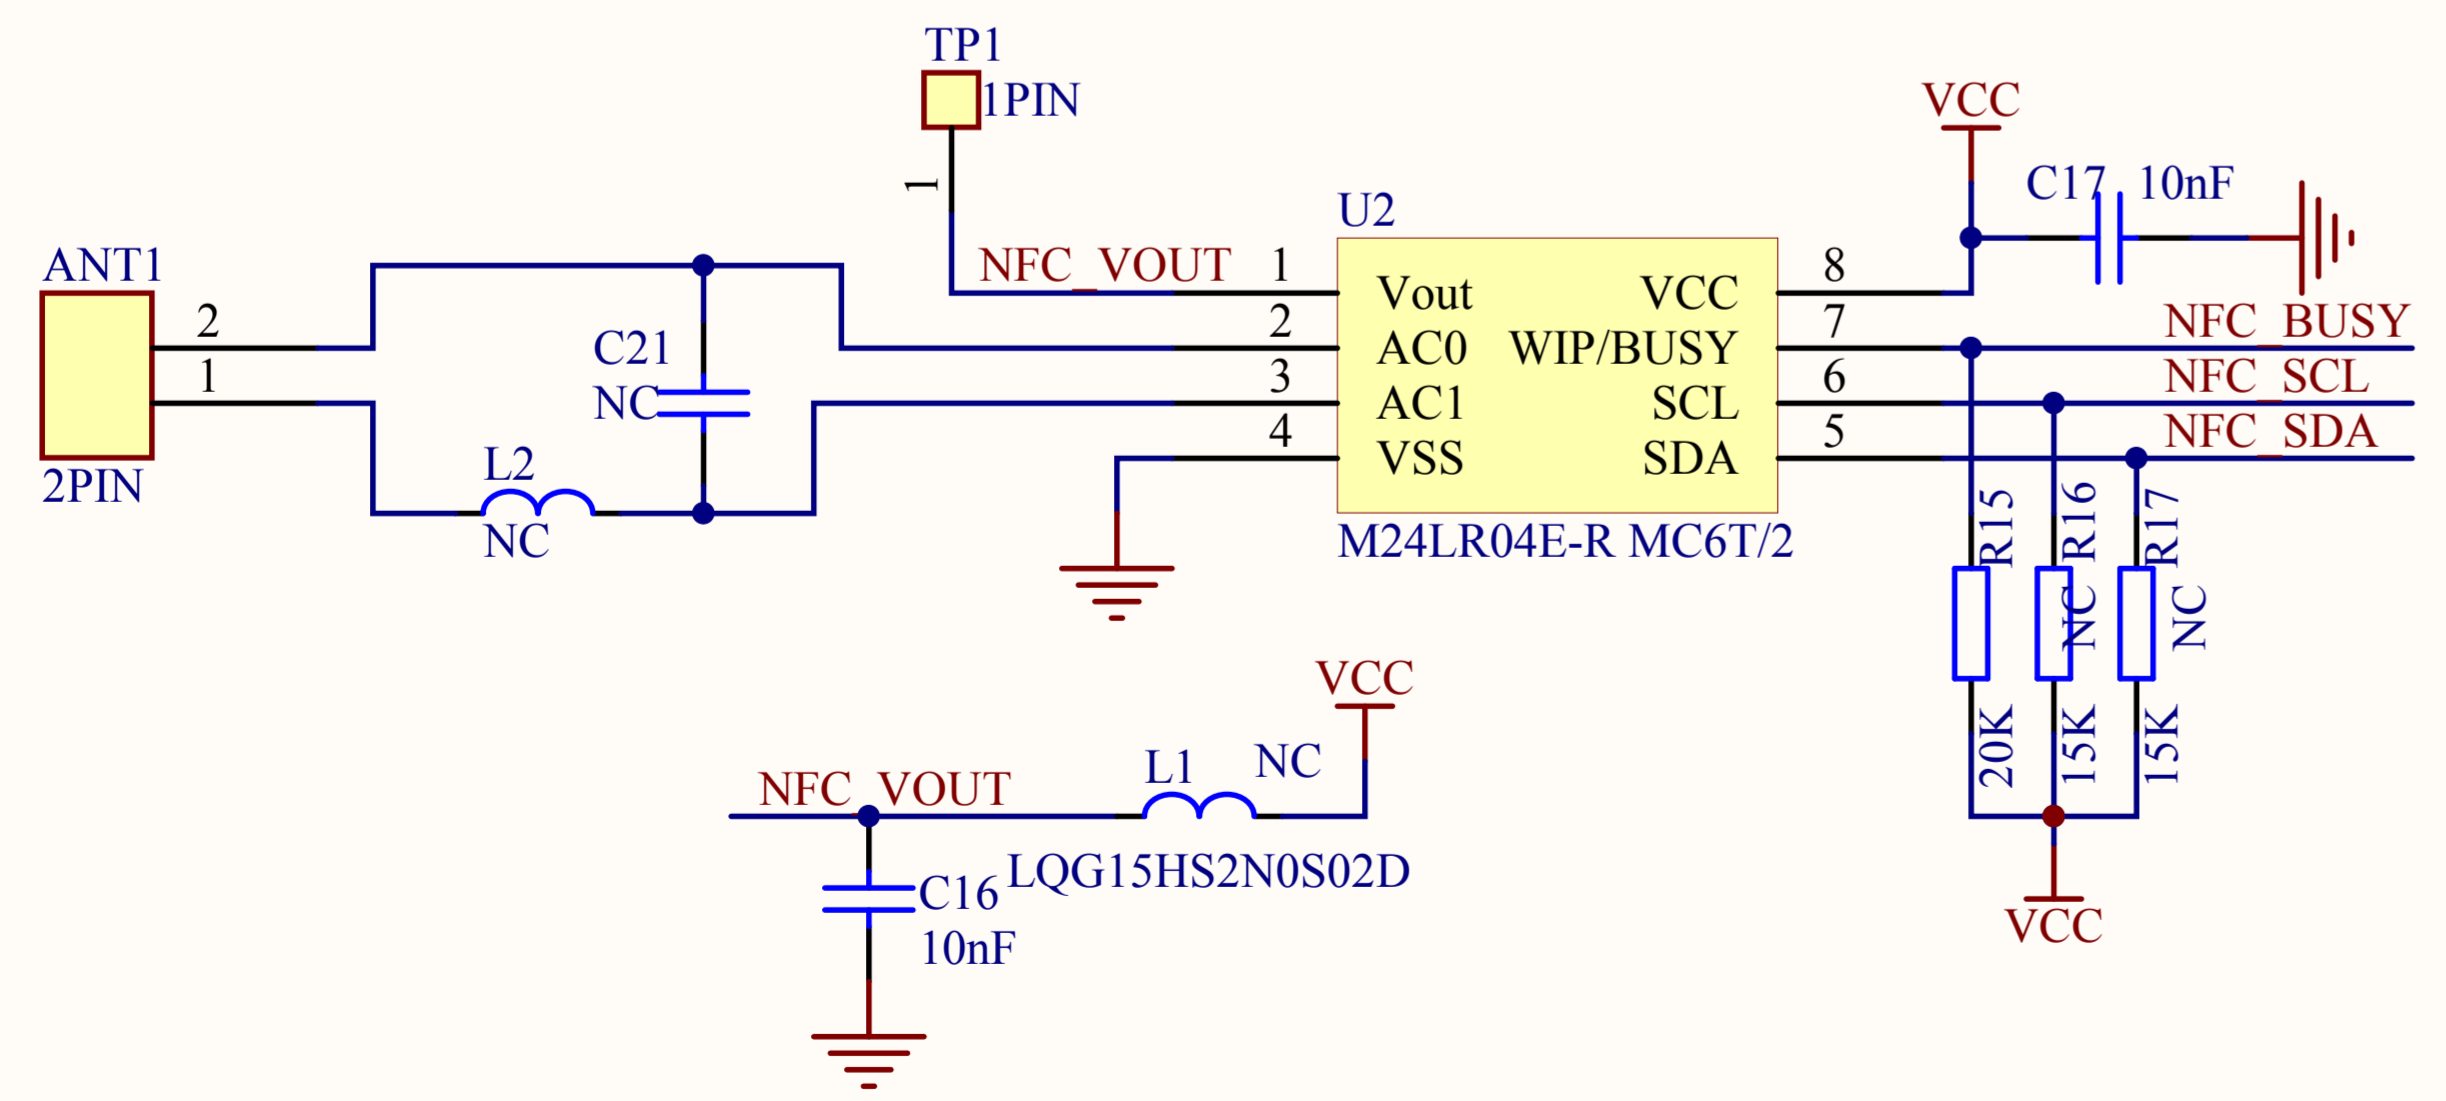 TP1
1PIN
1
NFC_VOUT
ANT1
2
1
2PIN
C21
NC
L2
NC
U2
1
2
3
4
Vout
AC0
AC1
VSS
VCC
WIP/BUSY
SCL
SDA
8
7
6
5
M24LR04E-R MC6T/2
VCC
C17 10nF
NFC_BUSY
NFC_SCL
NFC_SDA
R15
R16
R17
NC
NC
20K
15K
15K
VCC
NFC_VOUT
L1
NC
VCC
LQG15HS2N0S02D
C16
10nF